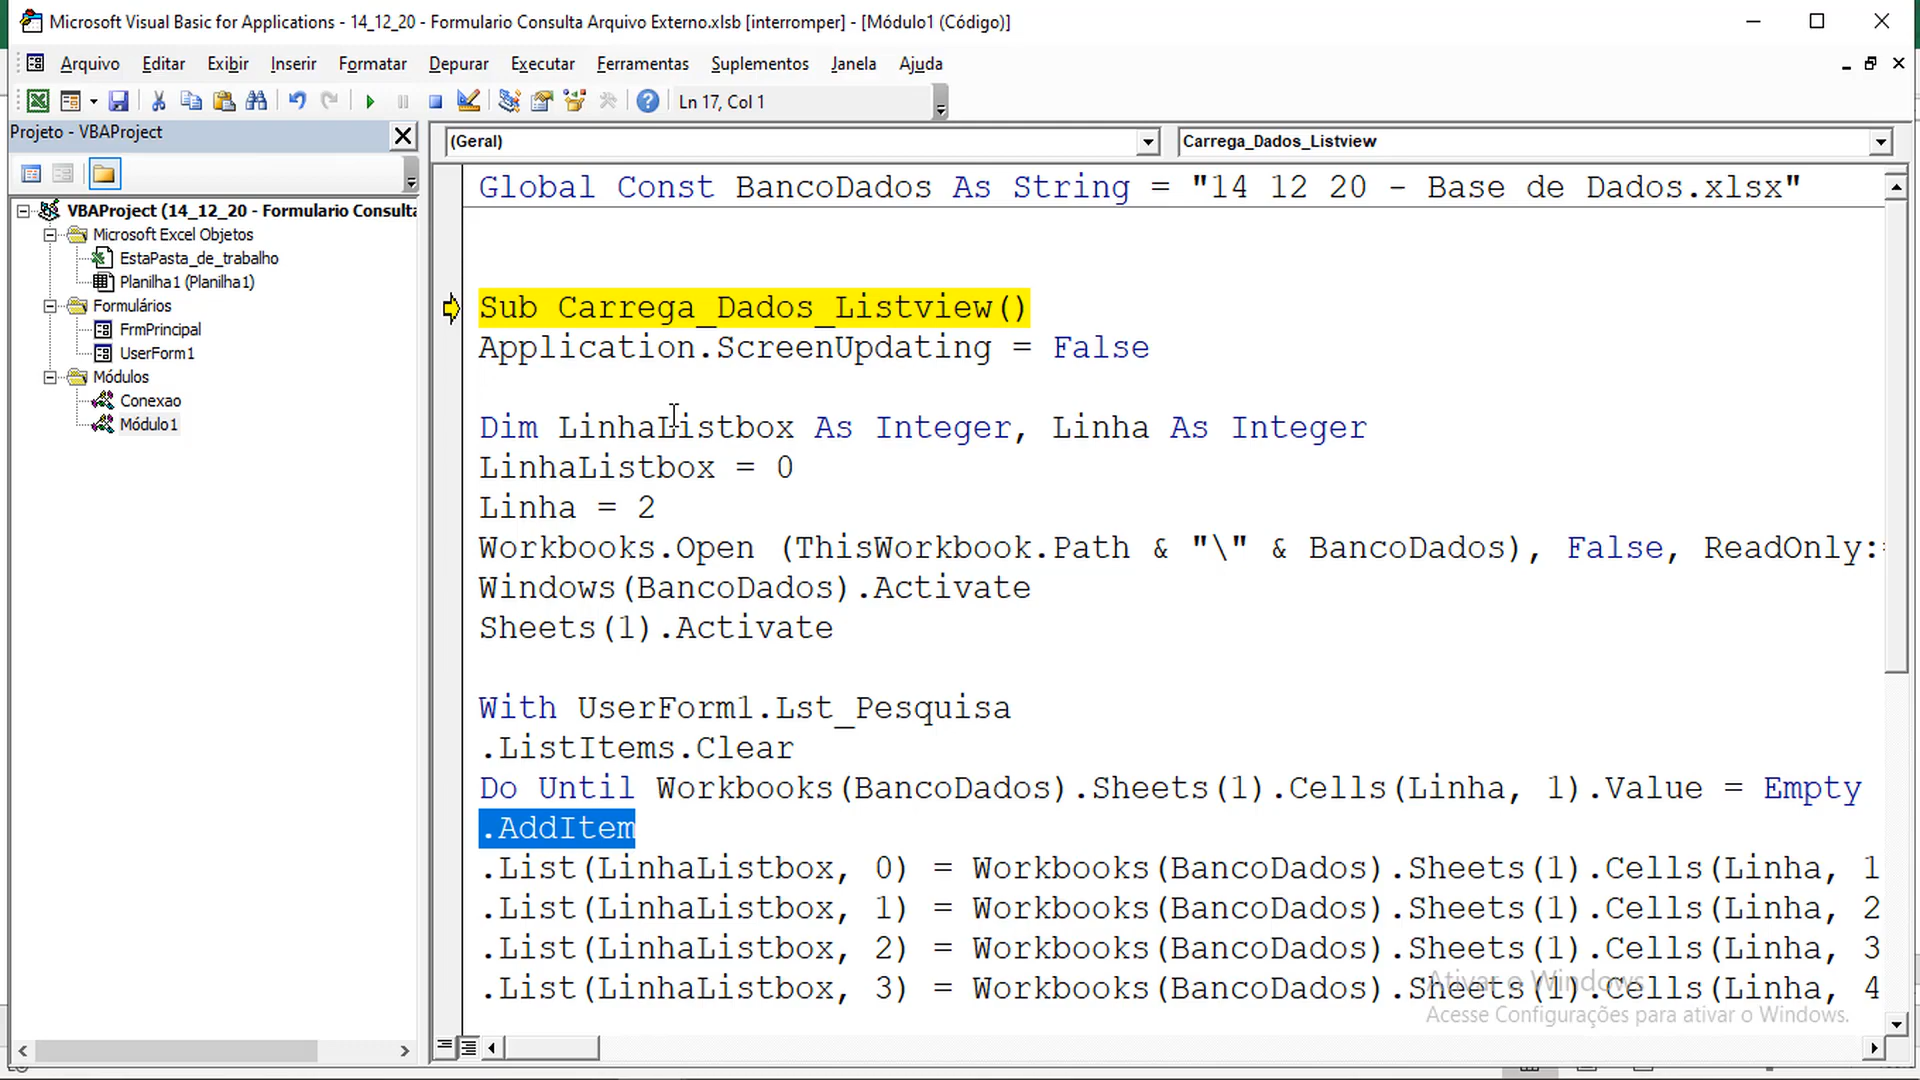 Microsoft Visual Basic for Applications - 14_12_20 - Formulario Consulta Arquivo Externo.xlsb [interromper] - [Módulo1 (Código)]
Arquivo Editar Exibir Inserir Formatar Depurar Executar Ferramentas Suplementos Janela Ajuda
Ln 17, Col 1
Projeto - VBAProject
(Geral)
Carrega_Dados_Listview
VBAProject (14_12_20 - Formulario Consulta
Microsoft Excel Objetos
EstaPasta_de_trabalho
Planilha1 (Planilha1)
Formulários
FrmPrincipal
UserForm1
Módulos
Conexao
Módulo1
Global Const BancoDados As String = "14 12 20 - Base de Dados.xlsx"
Sub Carrega_Dados_Listview()
Application.ScreenUpdating = False
Dim LinhaListbox As Integer, Linha As Integer
LinhaListbox = 0
Linha = 2
Workbooks.Open (ThisWorkbook.Path & "\" & BancoDados), False, ReadOnly:
Windows(BancoDados).Activate
Sheets(1).Activate
With UserForm1.Lst_Pesquisa
.ListItems.Clear
Do Until Workbooks(BancoDados).Sheets(1).Cells(Linha, 1).Value = Empty
.AddItem
.List(LinhaListbox, 0) = Workbooks(BancoDados).Sheets(1).Cells(Linha, 1
.List(LinhaListbox, 1) = Workbooks(BancoDados).Sheets(1).Cells(Linha, 2
.List(LinhaListbox, 2) = Workbooks(BancoDados).Sheets(1).Cells(Linha, 3
.List(LinhaListbox, 3) = Workbooks(BancoDados).Sheets(1).Cells(Linha, 4
Ativar o Windows
Acesse Configurações para ativar o Windows.